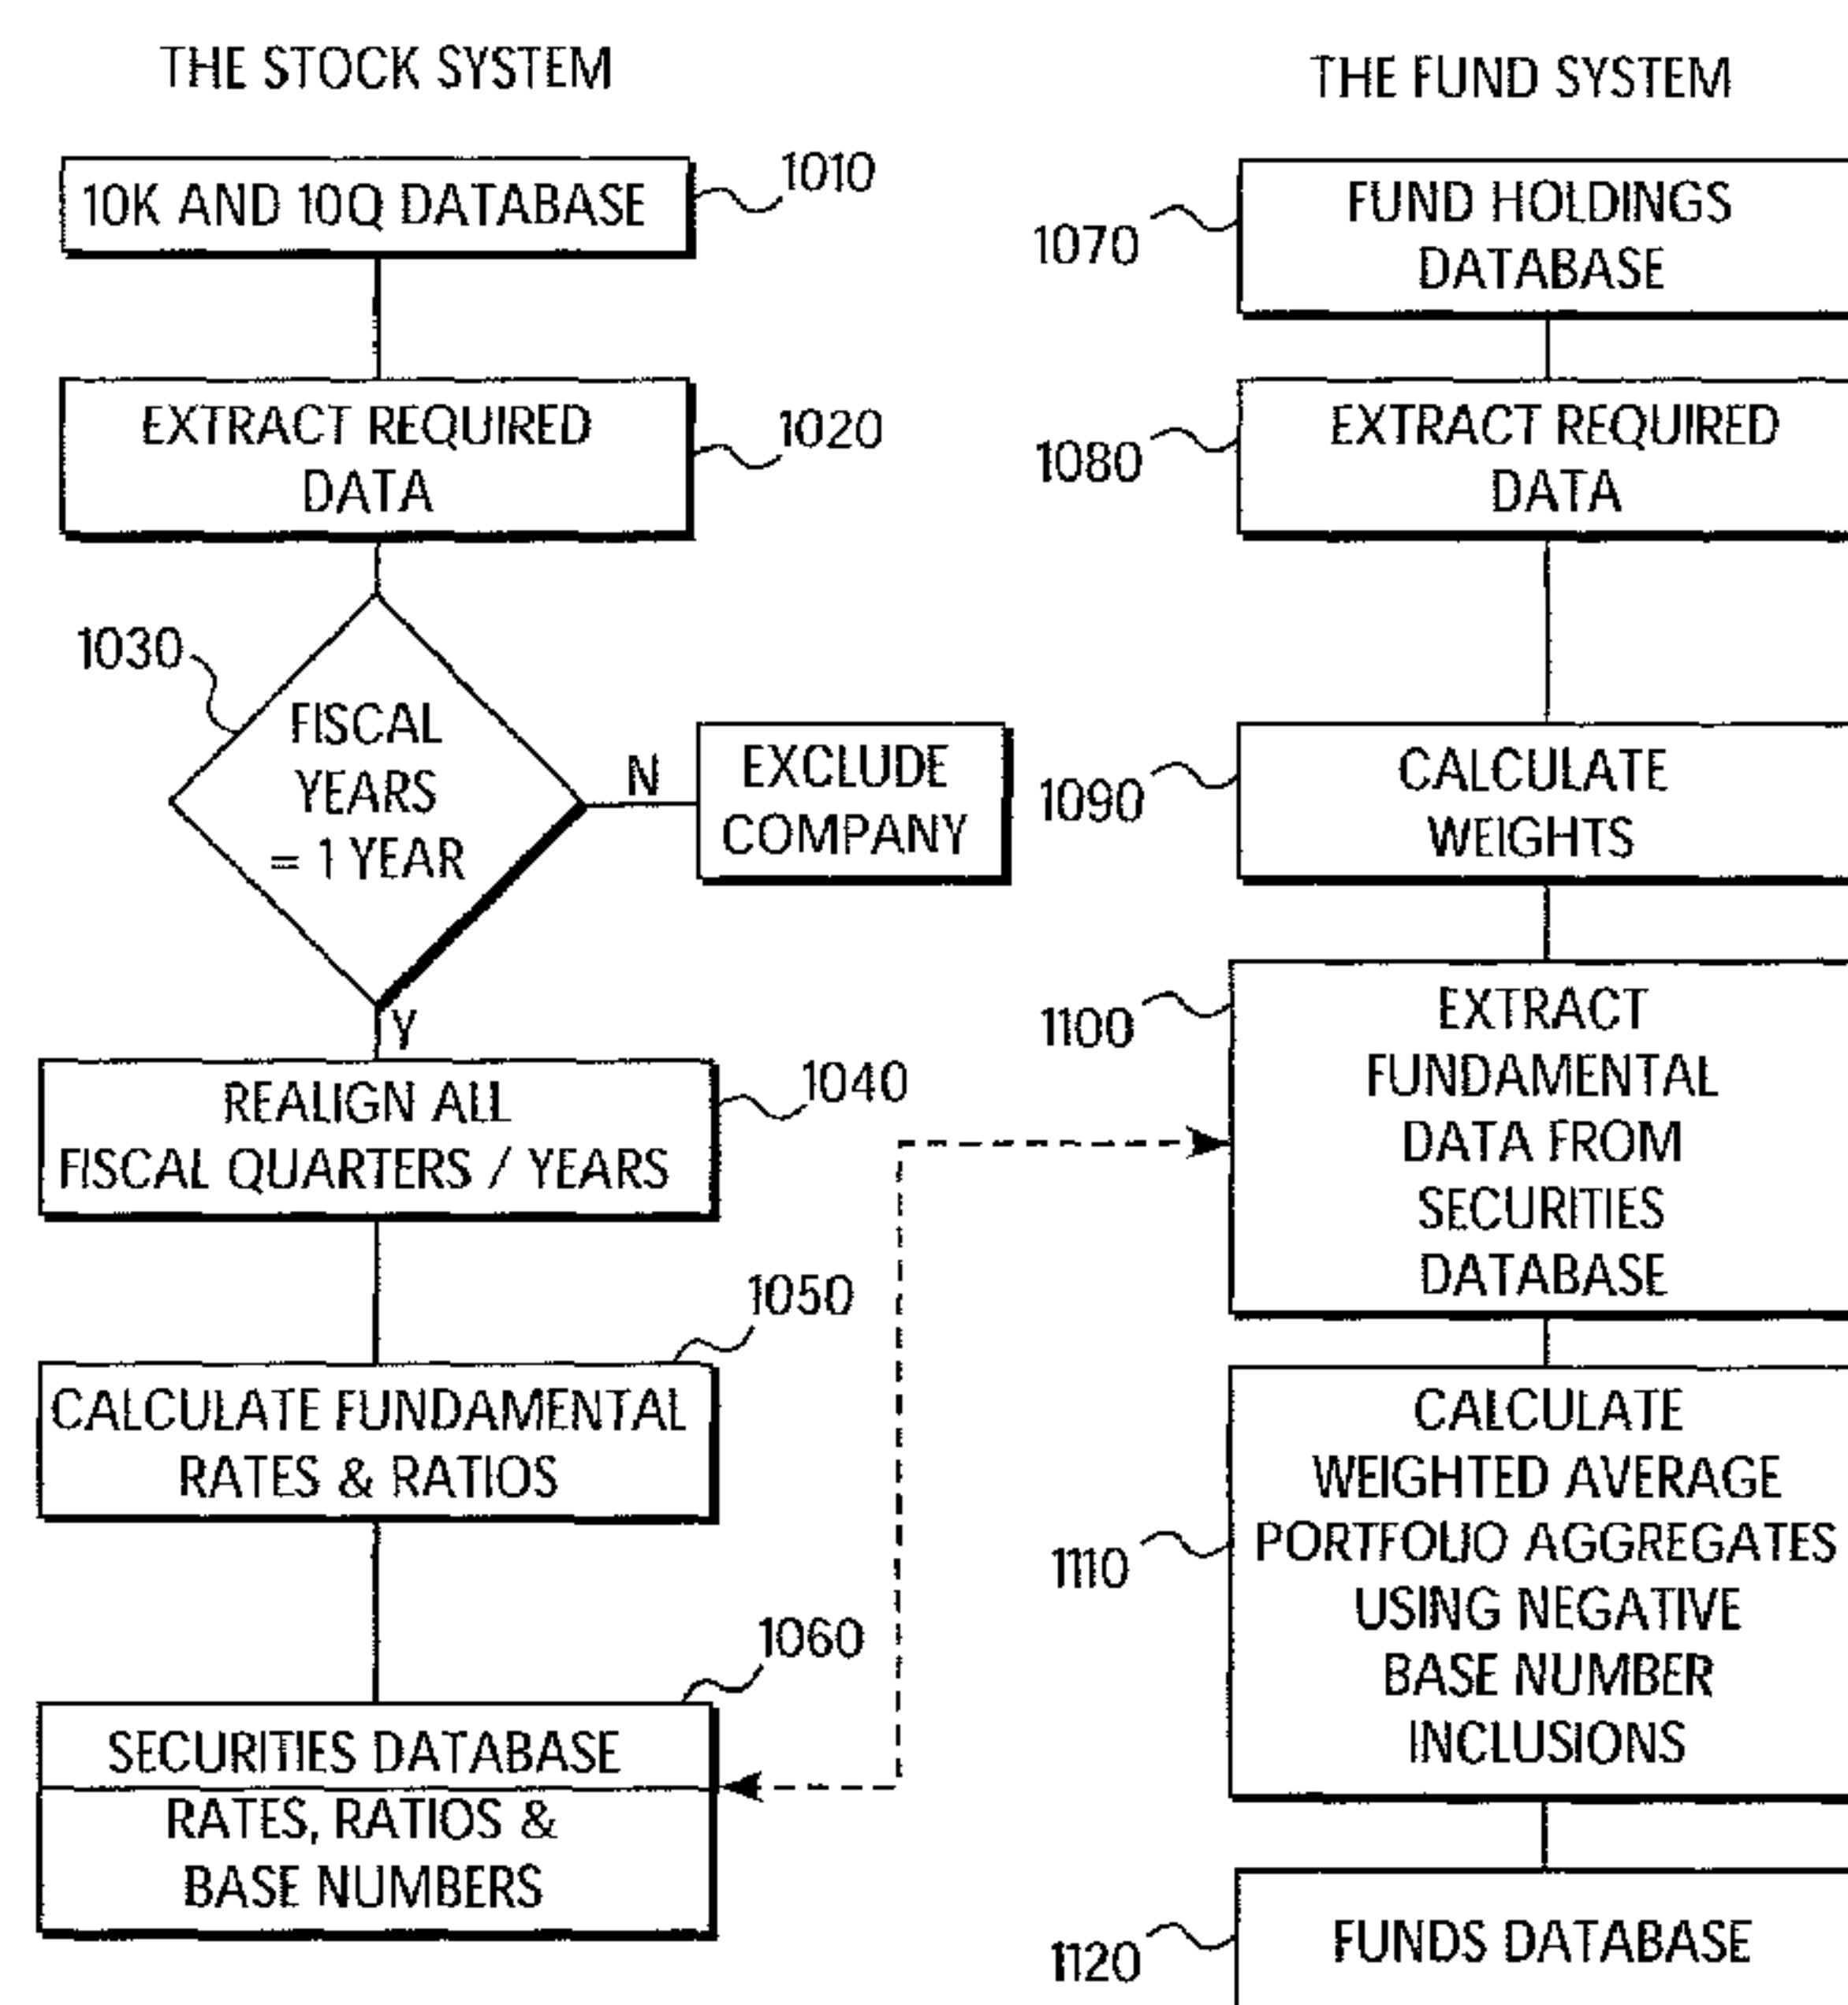 THE STOCK SYSTEM
10K AND 10Q DATABASE
1010
EXTRACT REQUIRED
DATA
1020
1030
FISCAL
YEARS
= 1 YEAR
N
EXCLUDE
COMPANY
Y
REALIGN ALL
FISCAL QUARTERS / YEARS
1040
CALCULATE FUNDAMENTAL
RATES & RATIOS
1050
SECURITIES DATABASE
RATES, RATIOS &
BASE NUMBERS
1060
THE FUND SYSTEM
1070
FUND HOLDINGS
DATABASE
1080
EXTRACT REQUIRED
DATA
1090
CALCULATE
WEIGHTS
1100
EXTRACT
FUNDAMENTAL
DATA FROM
SECURITIES
DATABASE
1110
CALCULATE
WEIGHTED AVERAGE
PORTFOLIO AGGREGATES
USING NEGATIVE
BASE NUMBER
INCLUSIONS
1120
FUNDS DATABASE